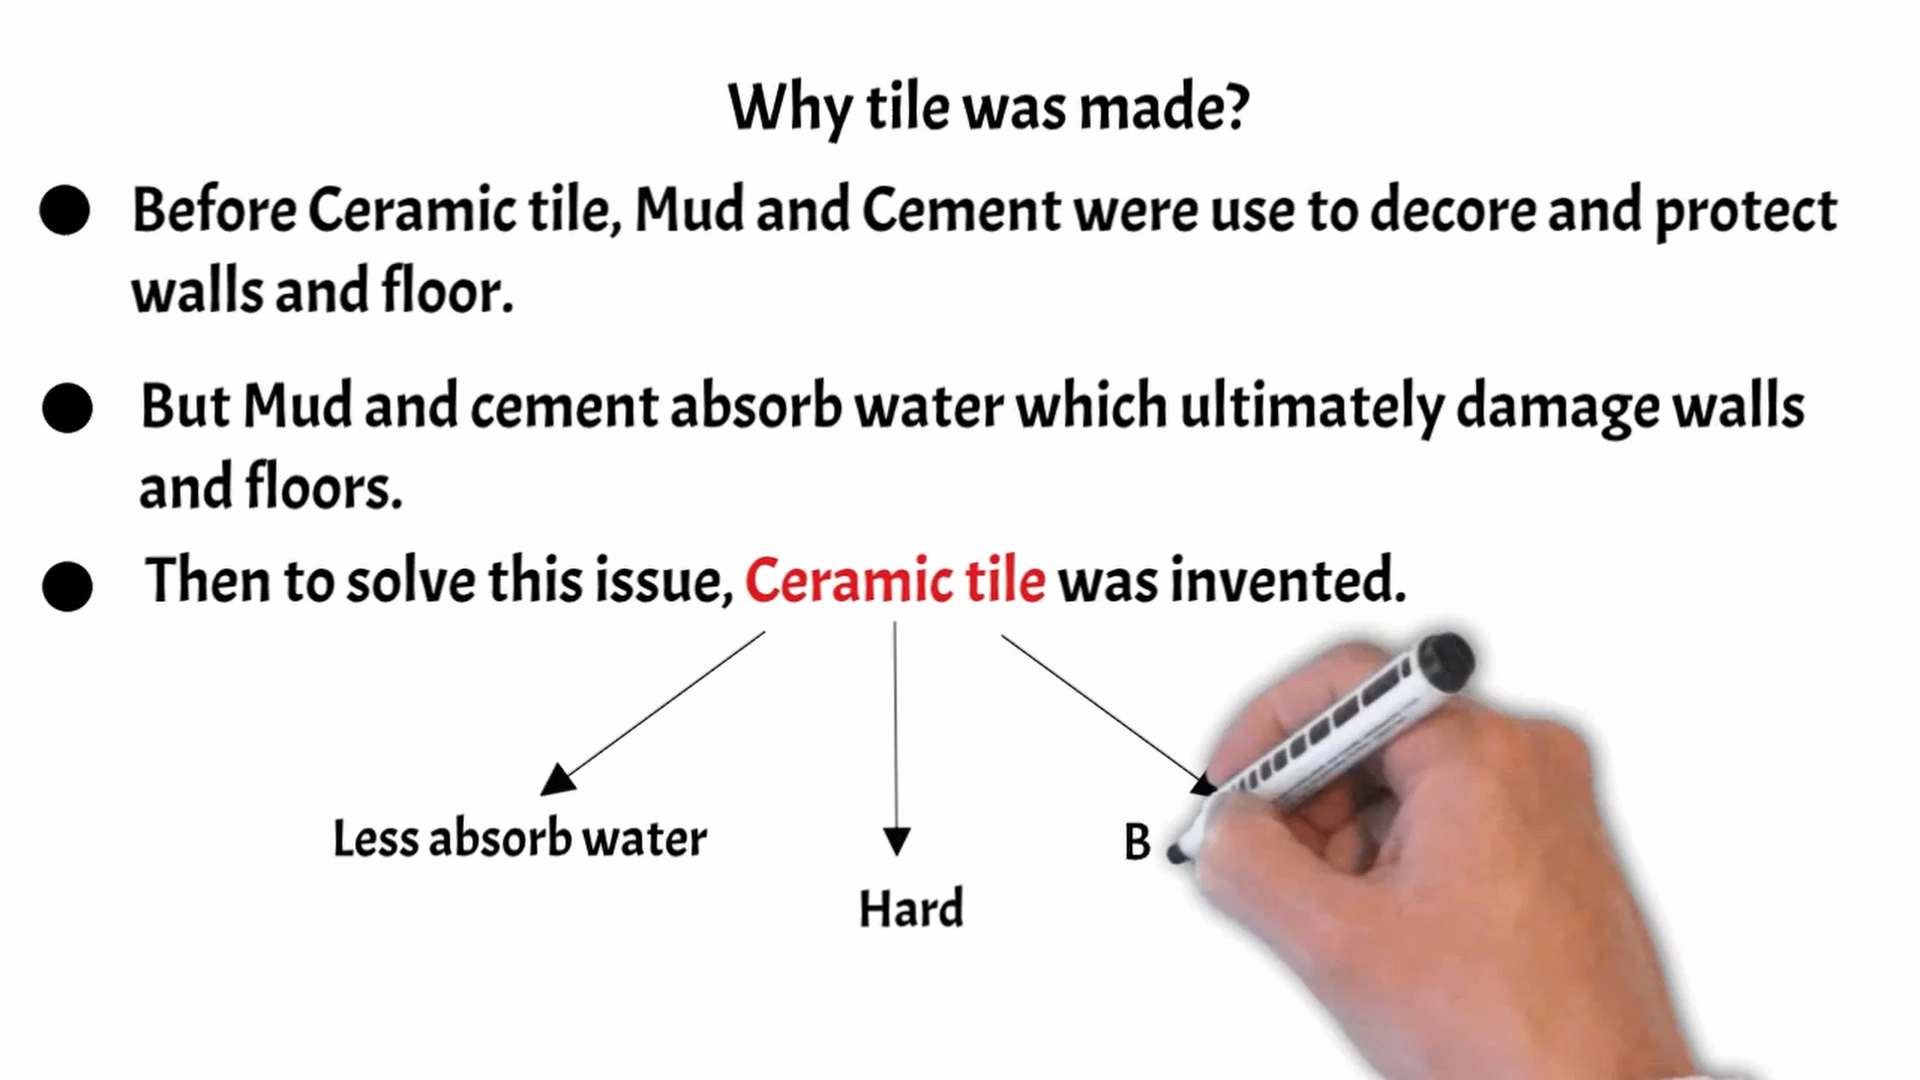 Why tile was made?
Before Ceramic tile, Mud and Cement were use to decore and protect
walls and floor.
But Mud and cement absorb water which ultimately damage walls
and floors.
Then to solve this issue, Ceramic tile was invented.
Less absorb water
B
Hard